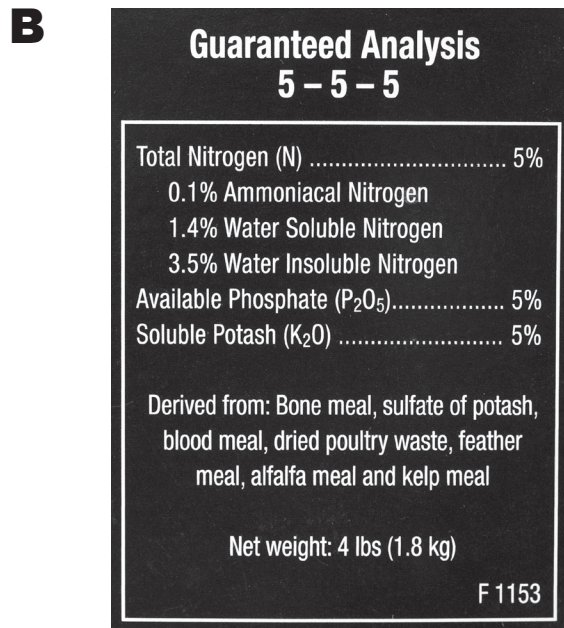 B
Guaranteed Analysis
5 – 5 – 5
Total Nitrogen (N) ............................... 5%
0.1% Ammoniacal Nitrogen
1.4% Water Soluble Nitrogen
3.5% Water Insoluble Nitrogen
Available Phosphate (P₂O₅).................. 5%
Soluble Potash (K₂O) .......................... 5%
Derived from: Bone meal, sulfate of potash,
blood meal, dried poultry waste, feather
meal, alfalfa meal and kelp meal
Net weight: 4 lbs (1.8 kg)
F 1153